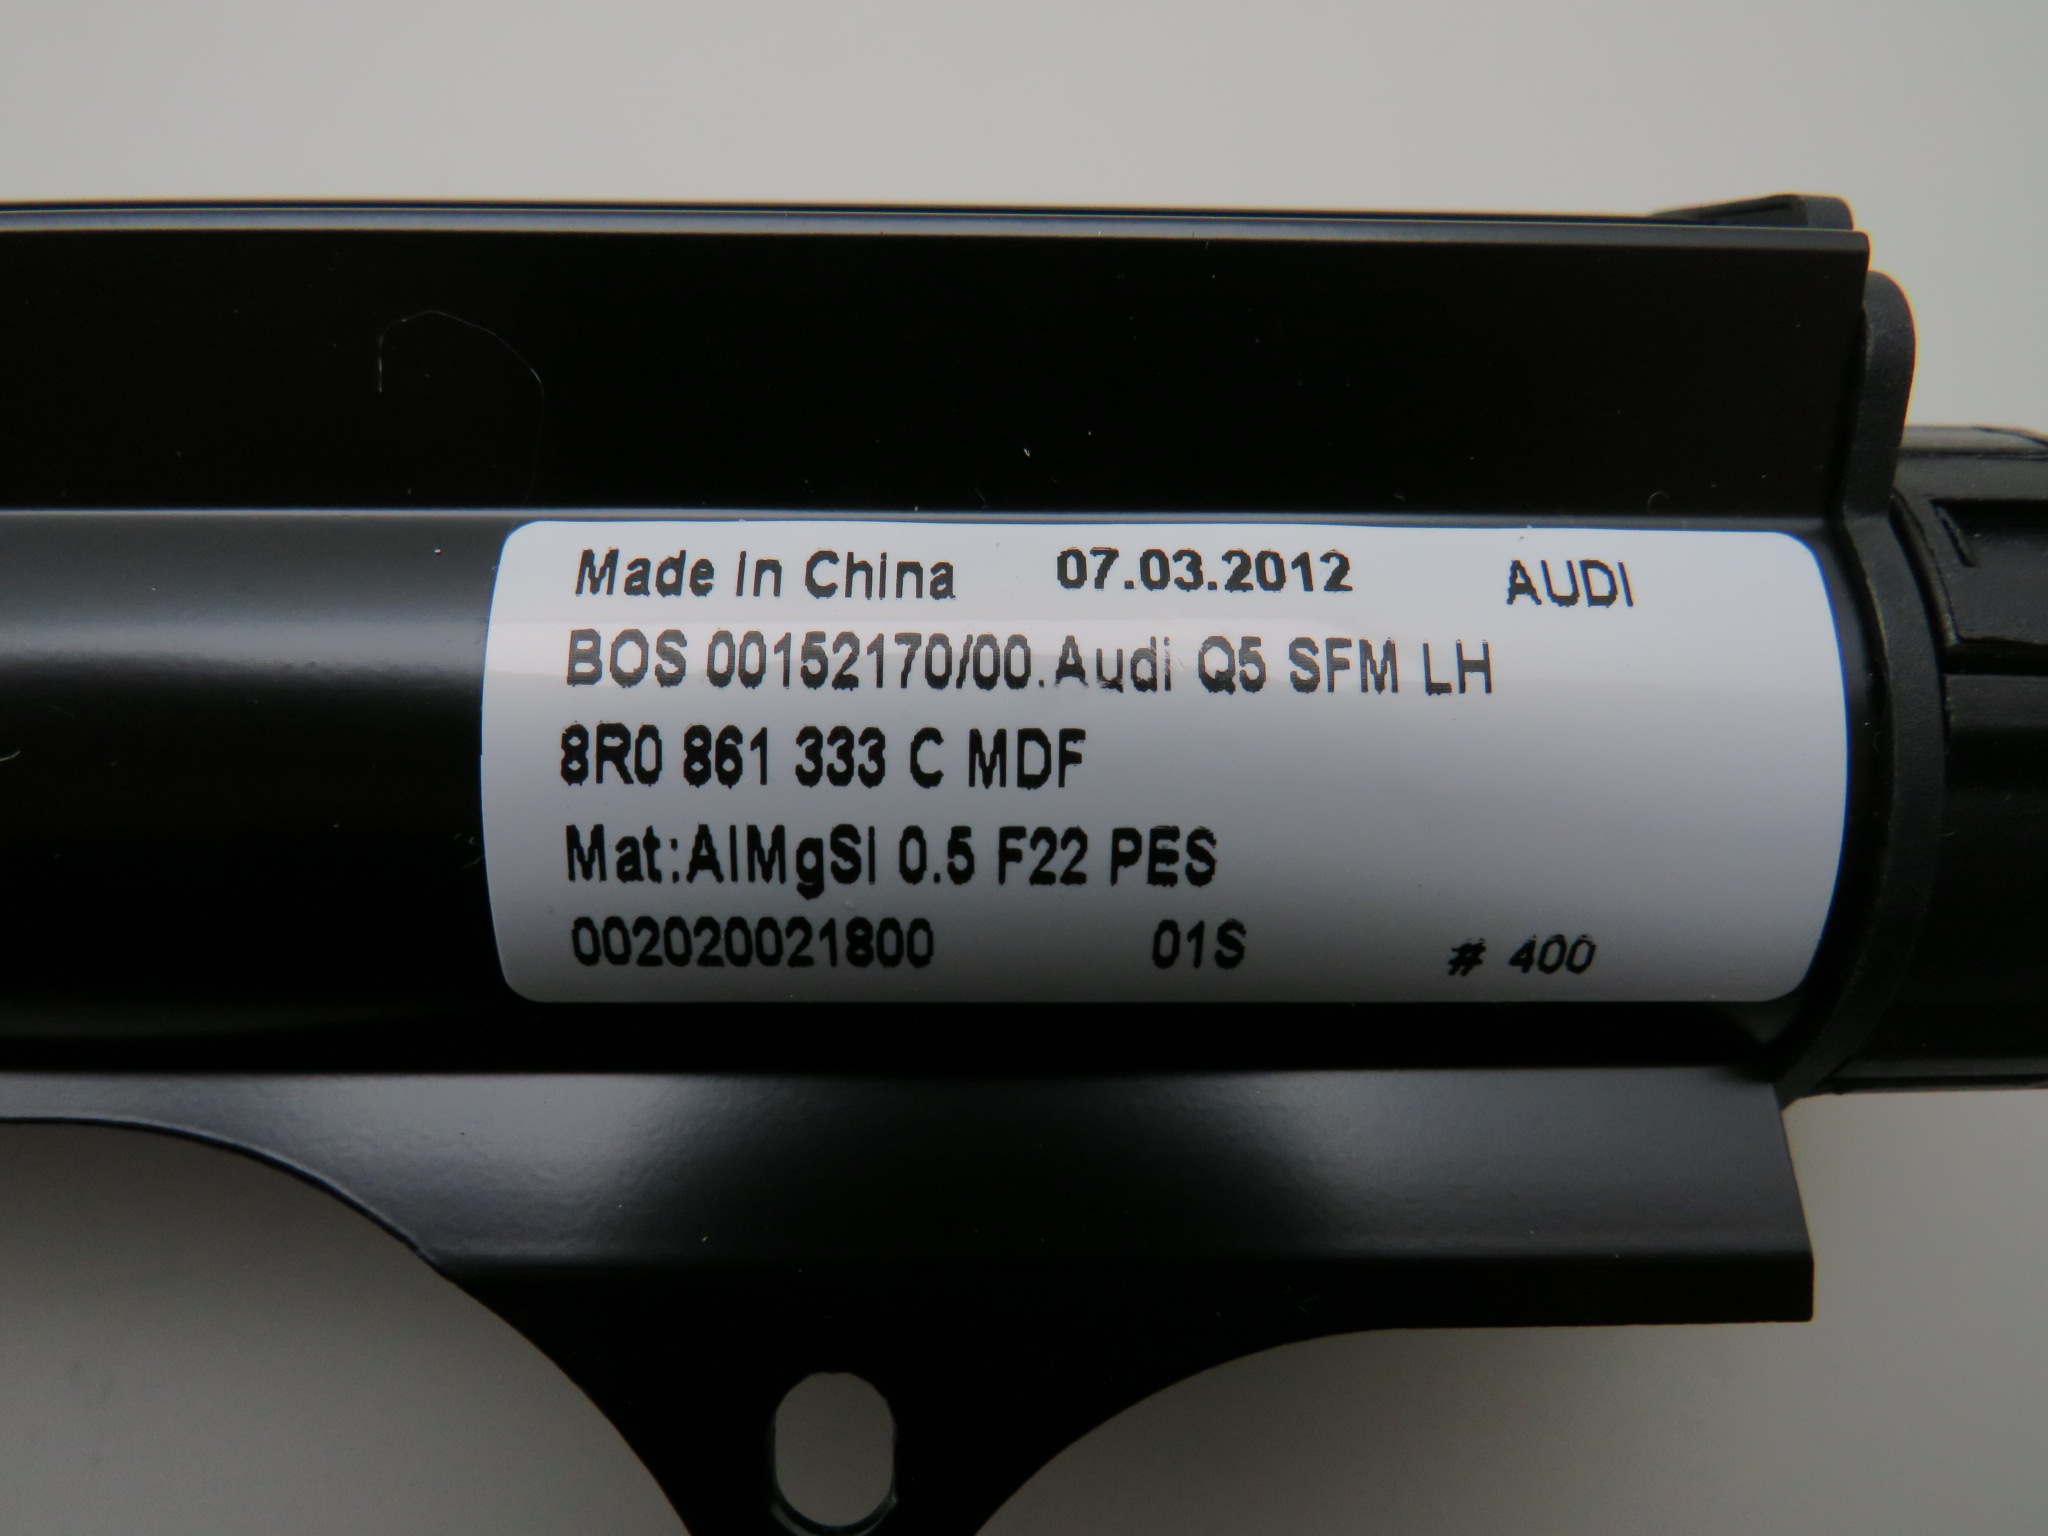 Made in China 07.03.2012 AUDI
BOS 00152170/00.Audi Q5 SFM LH
8R0 861 333 C MDF
Mat:AlMgSi 0.5 F22 PES
002020021800 01S # 400